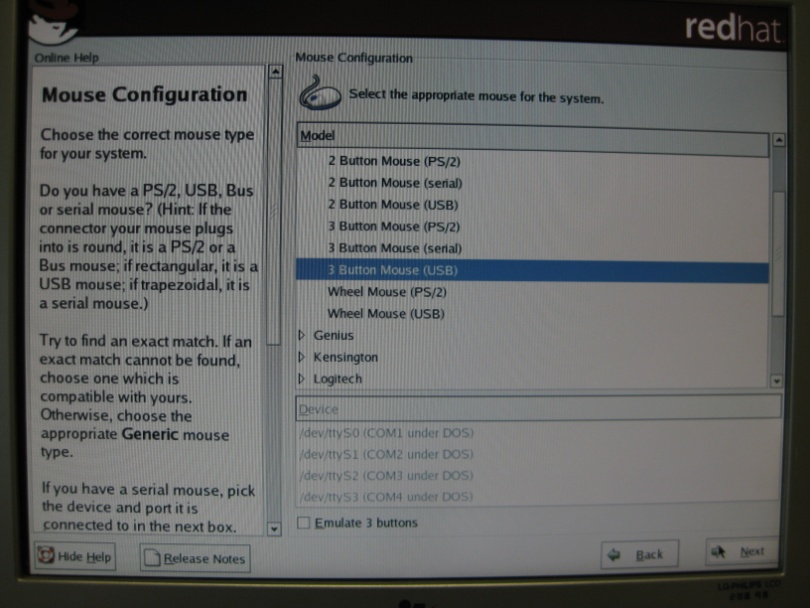 redhat
Online Help
Mouse Configuration
Choose the correct mouse type
for your system.
Do you have a PS/2, USB, Bus
or serial mouse? (Hint: If the
connector your mouse plugs
into is round, it is a PS/2 or a
Bus mouse; if rectangular, it is a
USB mouse; if trapezoidal, it is
a serial mouse.)
Try to find an exact match. If an
exact match cannot be found,
choose one which is
compatible with yours.
Otherwise, choose the
appropriate Generic mouse
type.
If you have a serial mouse, pick
the device and port it is
connected to in the next box.
Hide Help
Release Notes
Mouse Configuration
Select the appropriate mouse for the system.
Model
2 Button Mouse (PS/2)
2 Button Mouse (serial)
2 Button Mouse (USB)
3 Button Mouse (PS/2)
3 Button Mouse (serial)
3 Button Mouse (USB)
Wheel Mouse (PS/2)
Wheel Mouse (USB)
Genius
Kensington
Logitech
Device
/dev/ttyS0 (COM1 under DOS)
/dev/ttyS1 (COM2 under DOS)
/dev/ttyS2 (COM3 under DOS)
/dev/ttyS3 (COM4 under DOS)
Emulate 3 buttons
Back
Next
LG.PHILIPS LCD